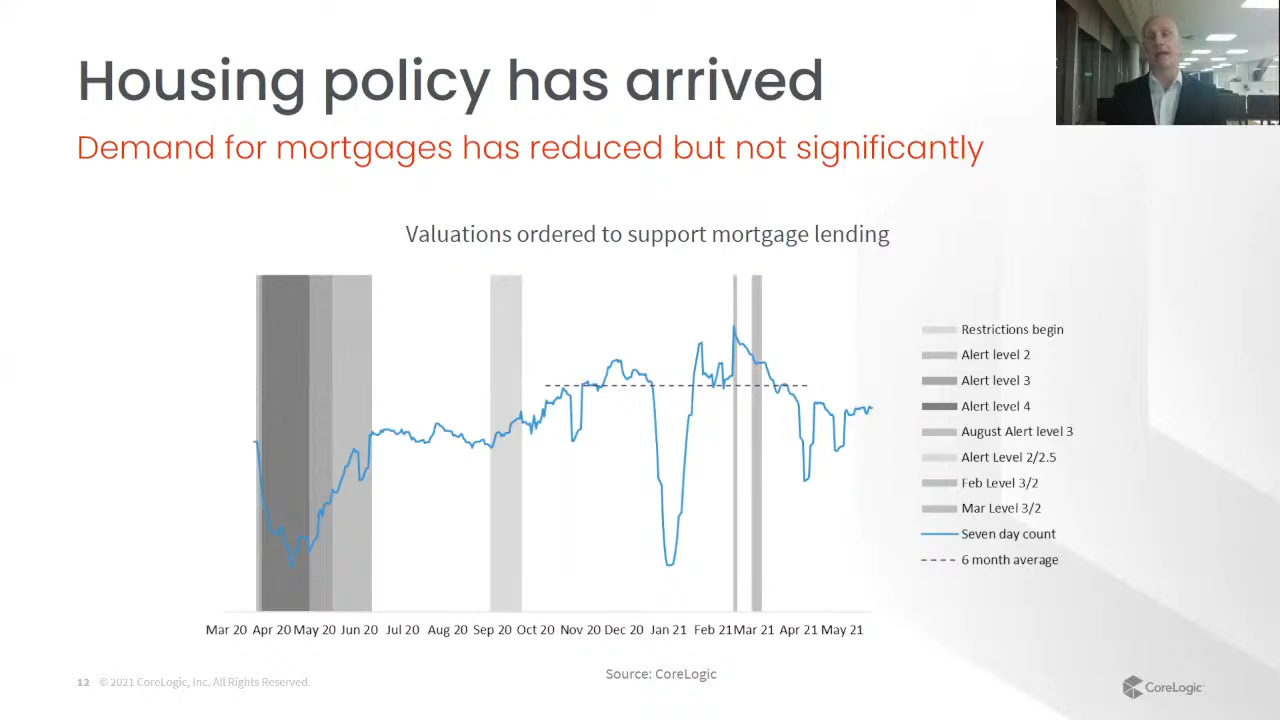 Housing policy has arrived
Demand for mortgages has reduced but not significantly
Valuations ordered to support mortgage lending
Restrictions begin
Alert level 2
Alert level 3
Alert level 4
August Alert level 3
Alert Level 2/2.5
Feb Level 3/2
Mar Level 3/2
Seven day count
6 month average
Mar 20 Apr 20 May 20 Jun 20 Jul 20 Aug 20 Sep 20 Oct 20 Nov 20 Dec 20 Jan 21 Feb 21 Mar 21 Apr 21 May 21
Source: CoreLogic
12 © 2021 CoreLogic, Inc. All Rights Reserved.
CoreLogic